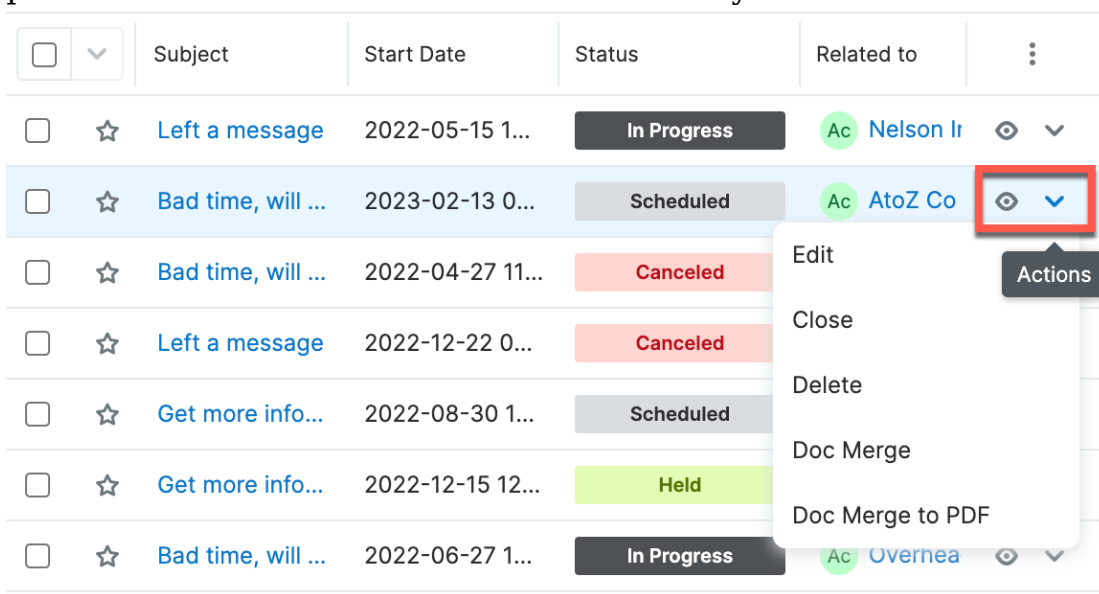 Subject Start Date Status Related to
Left a message 2022-05-15 1... In Progress Ac Nelson Ir
Bad time, will ... 2023-02-13 0... Scheduled Ac AtoZ Co
Edit
Actions
Bad time, will ... 2022-04-27 11... Canceled
Close
Left a message 2022-12-22 0... Canceled
Delete
Get more info... 2022-08-30 1... Scheduled
Doc Merge
Get more info... 2022-12-15 12... Held
Doc Merge to PDF
Bad time, will ... 2022-06-27 1... In Progress Ac Overhea